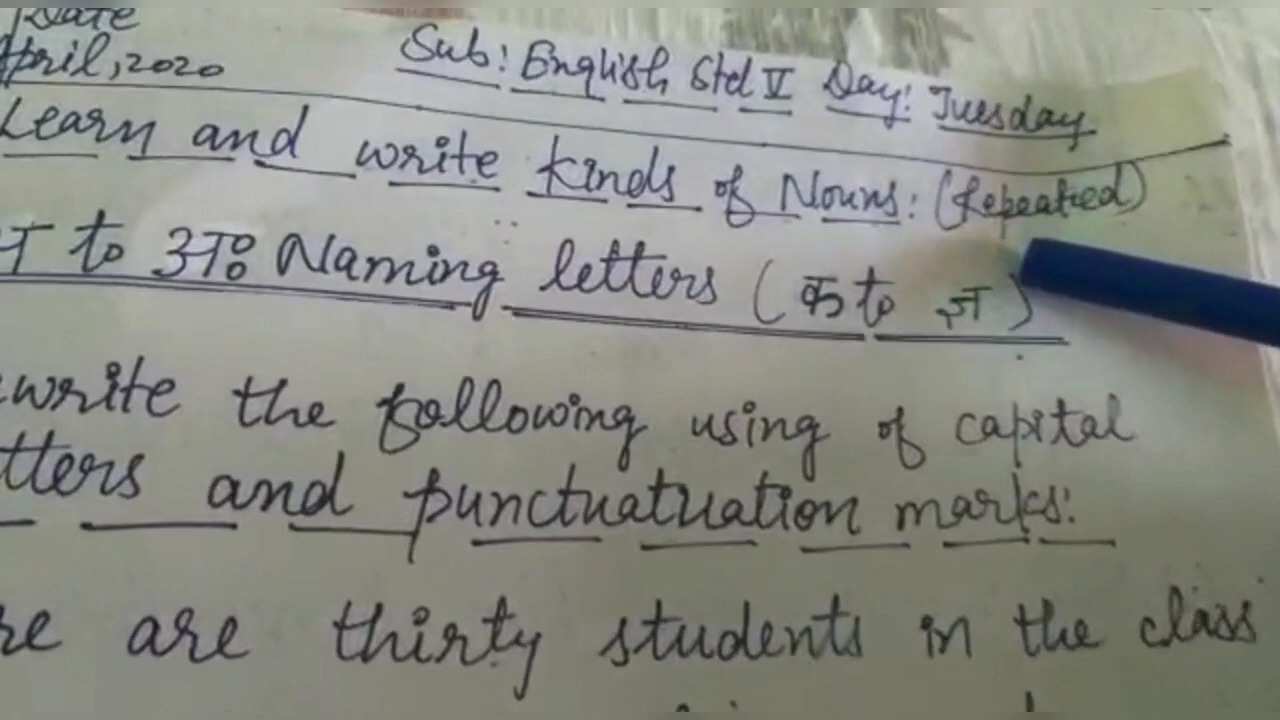 Date
April, 2020 Sub: English Std V Day: Tuesday
Learn and write kinds of Nouns: (Repeated)
to अः Naming letters (क to ज्ञ)
write the following using of capital
tters and punctuatuation marks:
re are thirty students in the class